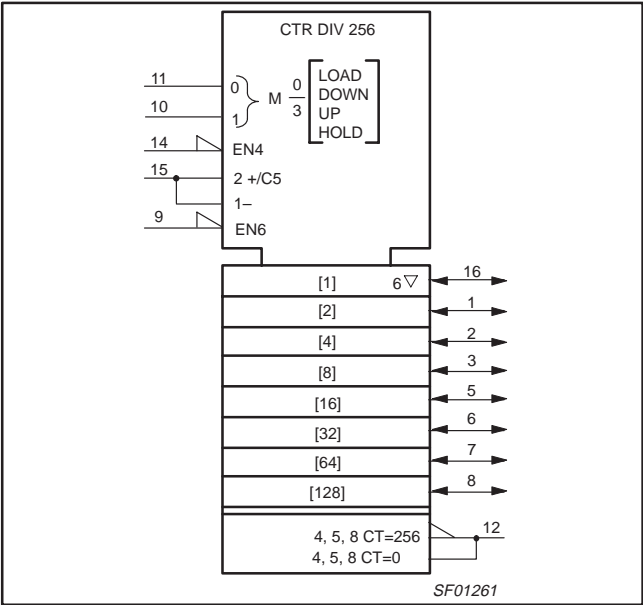 CTR DIV 256
11 0 M 0 LOAD
DOWN
10 1 3 UP
HOLD
14 EN4
15 2 +/C5
1–
9 EN6
[1] 6▽ 16
[2] 1
[4] 2
[8] 3
[16] 5
[32] 6
[64] 7
[128] 8
4, 5, 8 CT=256 12
4, 5, 8 CT=0
SF01261